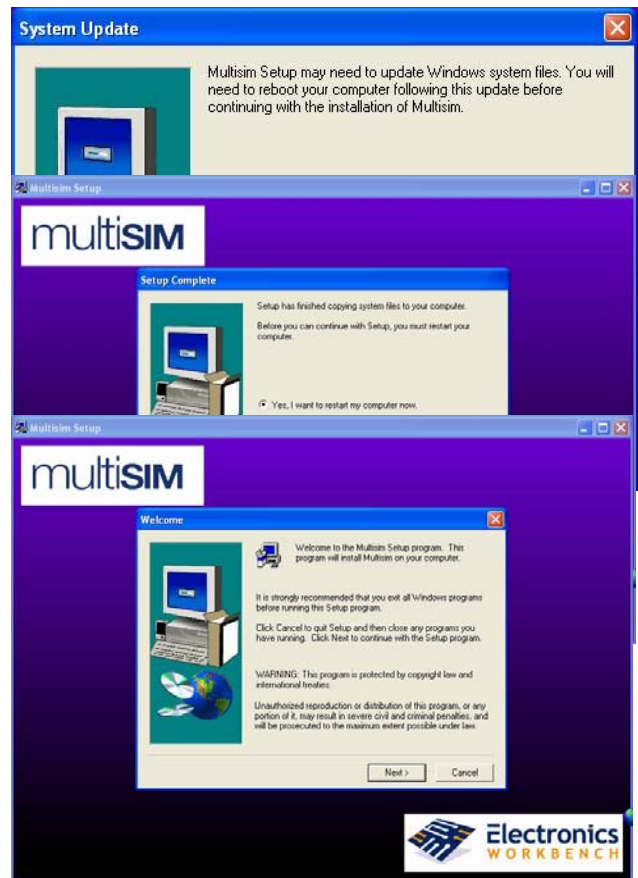 System Update
Multisim Setup may need to update Windows system files. You will
need to reboot your computer following this update before
continuing with the installation of Multisim.
Multisim Setup
multiSIM
Setup Complete
Setup has finished copying system files to your computer.
Before you can continue with Setup, you must restart your
computer.
Yes, I want to restart my computer now.
Multisim Setup
multiSIM
Welcome
Welcome to the Multisim Setup program. This
program will install Multisim on your computer.
It is strongly recommended that you exit all Windows programs
before running this Setup program.
Click Cancel to quit Setup and then close any programs you
have running. Click Next to continue with the Setup program.
WARNING: This program is protected by copyright law and
international treaties.
Unauthorized reproduction or distribution of this program, or any
portion of it, may result in severe civil and criminal penalties, and
will be prosecuted to the maximum extent possible under law.
Next > Cancel
Electronics
WORKBENCH